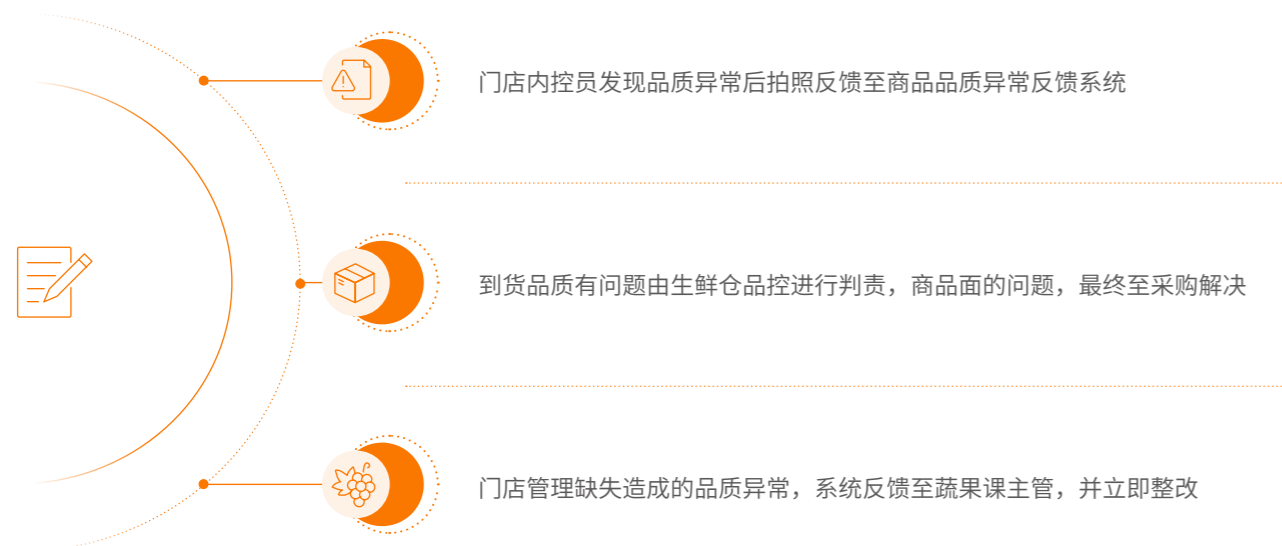 门店内控员发现品质异常后拍照反馈至商品品质异常反馈系统
到货品质有问题由生鲜仓品控进行判责，商品面的问题，最终至采购解决
门店管理缺失造成的品质异常，系统反馈至蔬果课主管，并立即整改